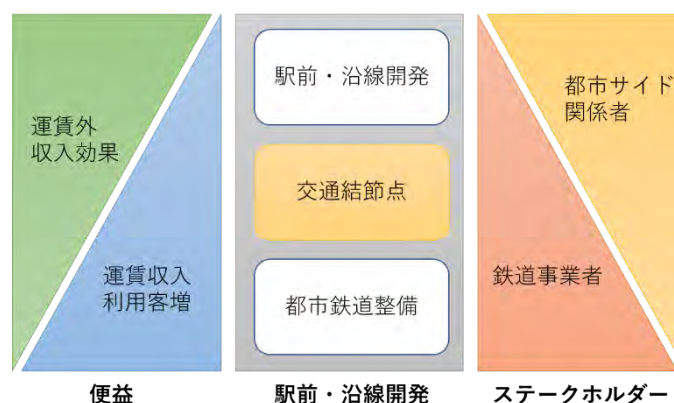 運賃外
収入効果
運賃収入
利用客増
便益
駅前・沿線開発
交通結節点
都市鉄道整備
駅前・沿線開発
都市サイド
関係者
鉄道事業者
ステークホルダー